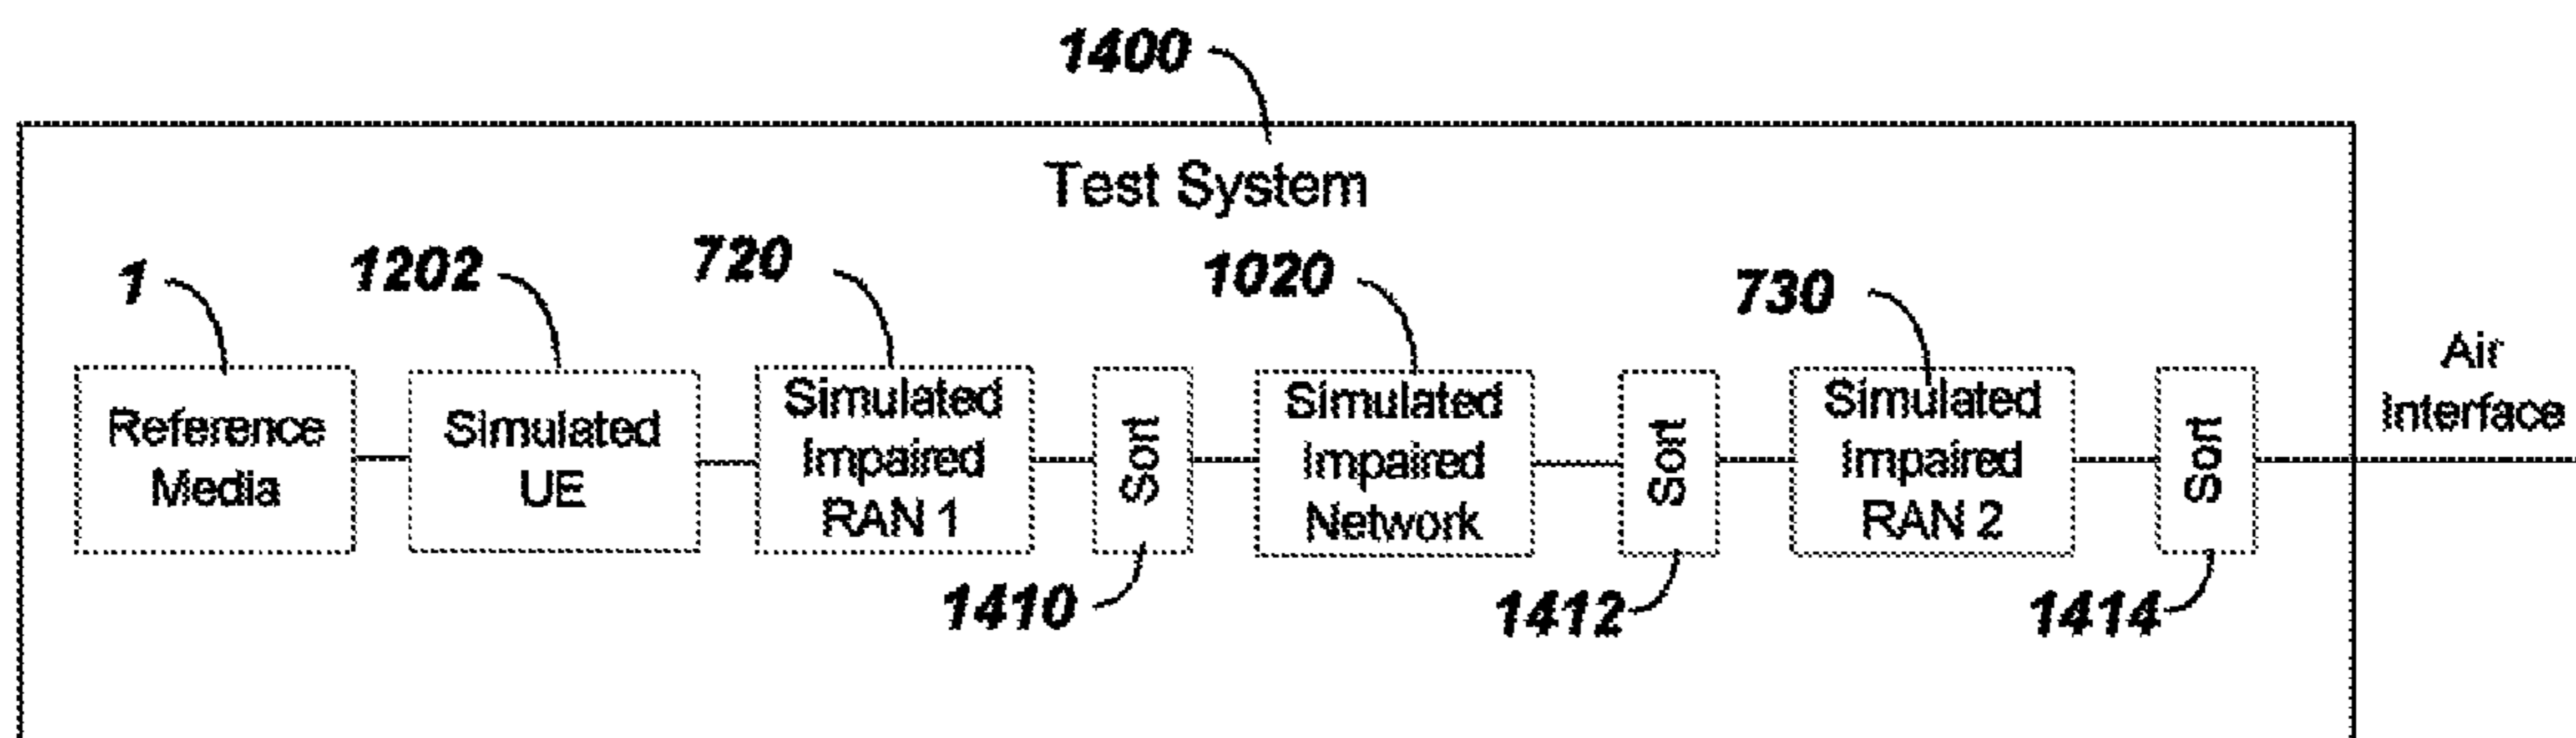 1400
Test System
1
1202
720
1020
730
Reference
Media
Simulated
UE
Simulated
Impaired
RAN 1
Sort
Simulated
Impaired
Network
Sort
Simulated
Impaired
RAN 2
Sort
Air
Interface
1410
1412
1414